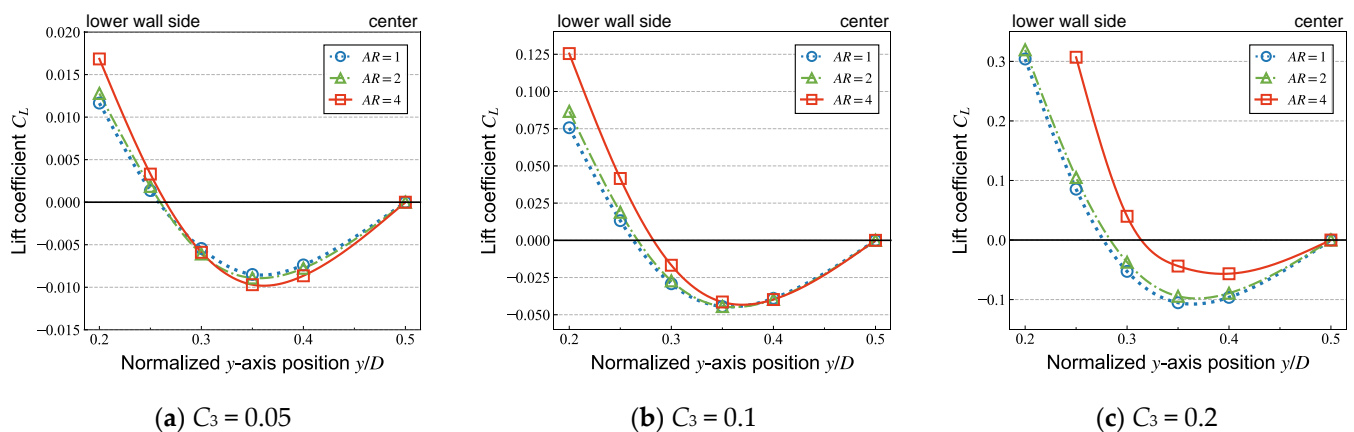 lower wall side center
0.020
0.015
0.010
0.005
0.000
−0.005
−0.010
−0.015
Lift coefficient C_L
AR = 1
AR = 2
AR = 4
0.2 0.3 0.4 0.5
Normalized y-axis position y/D
(a) C₃ = 0.05
lower wall side center
0.125
0.100
0.075
0.050
0.025
0.000
−0.025
−0.050
Lift coefficient C_L
AR = 1
AR = 2
AR = 4
0.2 0.3 0.4 0.5
Normalized y-axis position y/D
(b) C₃ = 0.1
lower wall side center
0.3
0.2
0.1
0.0
−0.1
Lift coefficient C_L
AR = 1
AR = 2
AR = 4
0.2 0.3 0.4 0.5
Normalized y-axis position y/D
(c) C₃ = 0.2